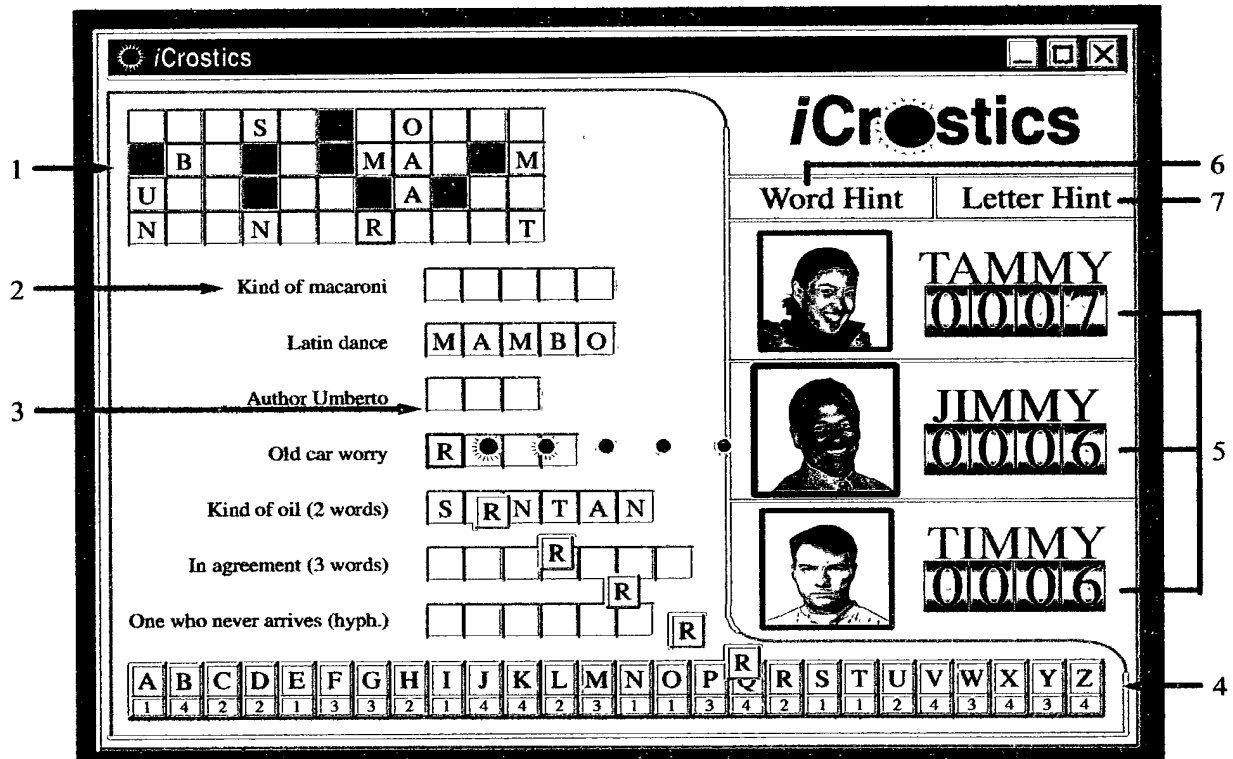 iCrostics
iCrostics
S O
1
B M A M
6
U A
Word Hint
Letter Hint
7
N N R T
2
Kind of macaroni
TAMMY
0007
Latin dance
M A M B O
3
Author Umberto
JIMMY
0006
5
Old car worry
R
Kind of oil (2 words)
S R N T A N
In agreement (3 words)
R
TIMMY
0006
R
One who never arrives (hyph.)
R
R
A B C D E F G H I J K L M N O P Q R S T U V W X Y Z
1 4 2 2 1 3 3 2 1 4 4 2 3 1 1 3 4 2 1 1 2 4 3 4 3 4
4